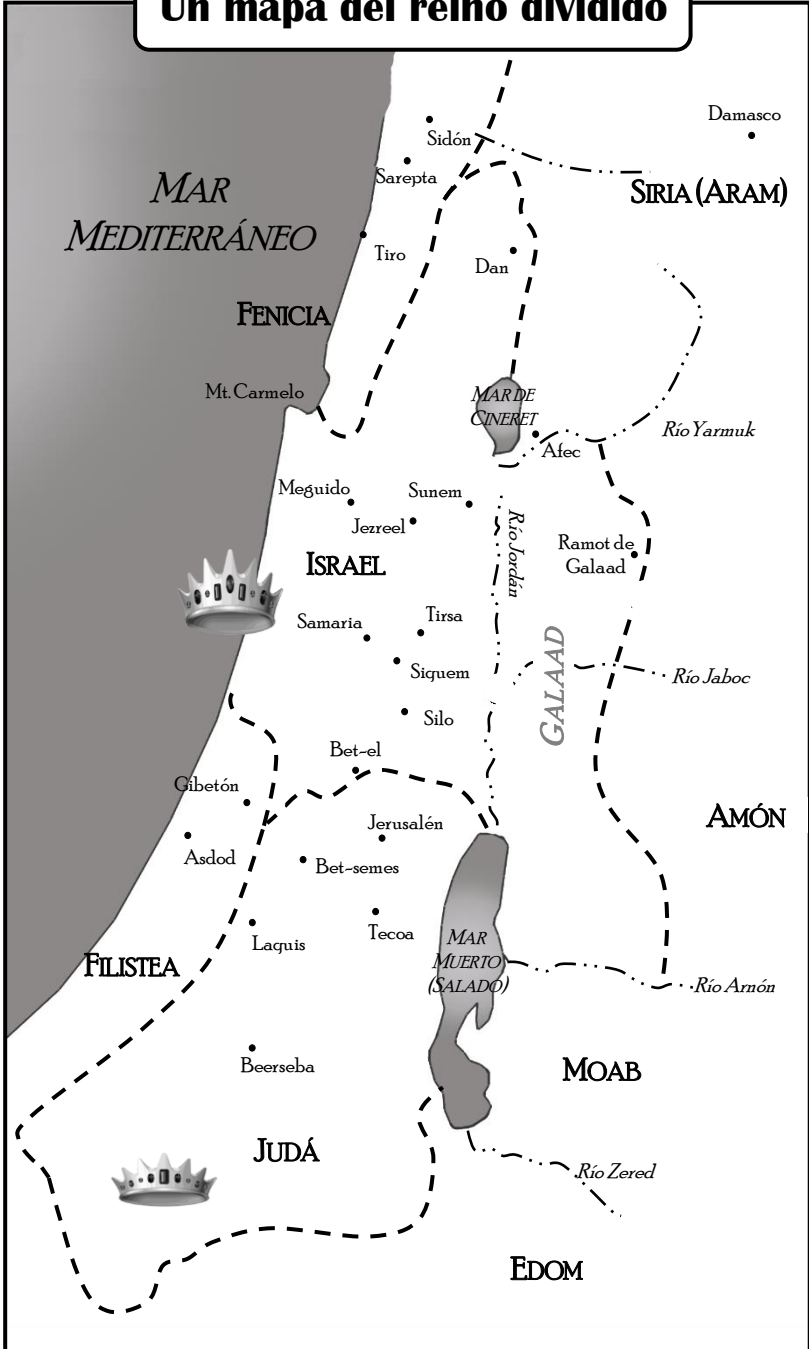 Un mapa del reino dividido
Damasco
Sidón
Sarepta
SIRIA (ARAM)
MAR
MEDITERRÁNEO
Tiro
Dan
FENICIA
Mt. Carmelo
MAR DE
CINERET
Río Yarmuk
Afec
Meguido
Sunem
Jezreel
Río Jordán
Ramot de
Galaad
ISRAEL
Samaria
Tirsa
Siquem
GALAAD
Río Jaboc
Silo
Bet-el
Gibetón
AMÓN
Jerusalén
Asdod
Bet-semes
Tecoa
Laquis
MAR
MUERTO
(SALADO)
FILISTEA
Río Arnón
Beerseba
MOAB
JUDÁ
Río Zered
EDOM